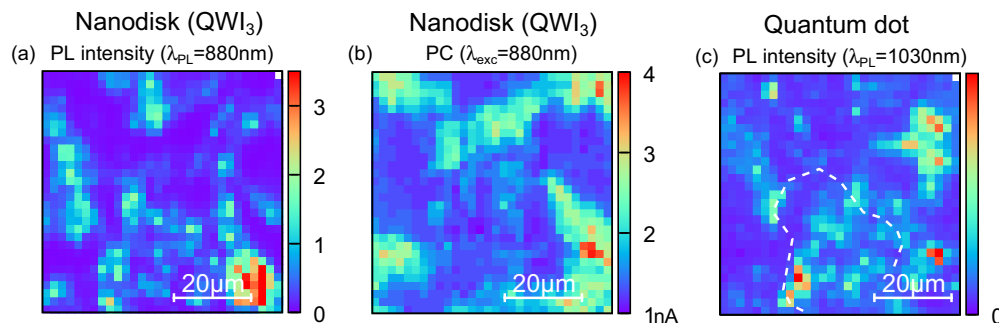 Nanodisk (QWI₃)
(a) PL intensity (λPL=880nm)
3
2
1
0
20μm
Nanodisk (QWI₃)
(b) PC (λexc=880nm)
4
3
2
1nA
20μm
Quantum dot
(c) PL intensity (λPL=1030nm)
0
20μm